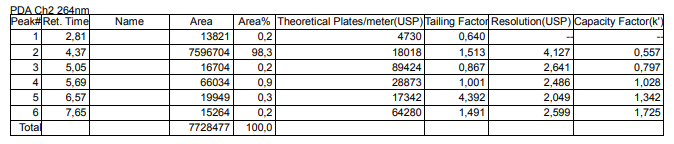 PDA Ch2 264nm
Peak# Ret. Time Name Area Area% Theoretical Plates/meter(USP) Tailing Factor Resolution(USP) Capacity Factor(k')
1 2,81 13821 0,2 4730 0,640 -- --
2 4,37 7596704 98,3 18018 1,513 4,127 0,557
3 5,05 16704 0,2 89424 0,867 2,641 0,797
4 5,69 66034 0,9 28873 1,001 2,486 1,028
5 6,57 19949 0,3 17342 4,392 2,049 1,342
6 7,65 15264 0,2 64280 1,491 2,599 1,725
Total 7728477 100,0